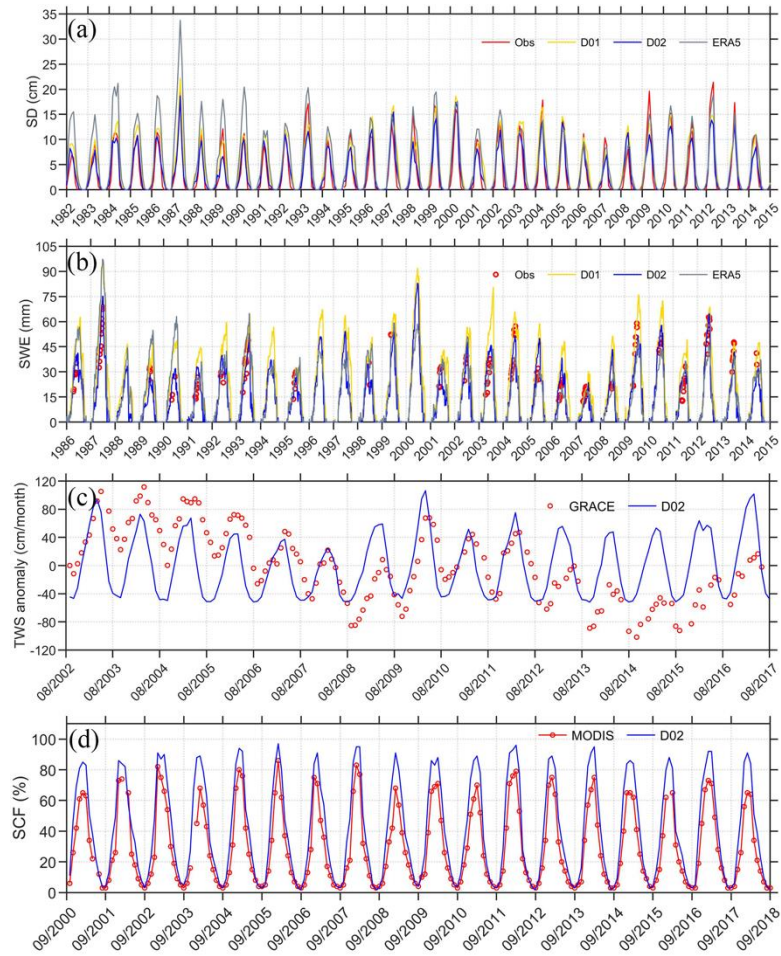 (a)
Obs D01 D02 ERA5
SD (cm)
35
30
25
20
15
10
5
0
1982 1983 1984 1985 1986 1987 1988 1989 1990 1991 1992 1993 1994 1995 1996 1997 1998 1999 2000 2001 2002 2003 2004 2005 2006 2007 2008 2009 2010 2011 2012 2013 2014 2015
(b)
Obs D01 D02 ERA5
SWE (mm)
105
90
75
60
45
30
15
0
1986 1987 1988 1989 1990 1991 1992 1993 1994 1995 1996 1997 1998 1999 2000 2001 2002 2003 2004 2005 2006 2007 2008 2009 2010 2011 2012 2013 2014 2015
(c)
GRACE D02
TWS anomaly (cm/month)
120
80
40
0
-40
-80
-120
08/2002 08/2003 08/2004 08/2005 08/2006 08/2007 08/2008 08/2009 08/2010 08/2011 08/2012 08/2013 08/2014 08/2015 08/2016 08/2017
(d)
MODIS D02
SCF (%)
100
80
60
40
20
0
09/2000 09/2001 09/2002 09/2003 09/2004 09/2005 09/2006 09/2007 09/2008 09/2009 09/2010 09/2011 09/2012 09/2013 09/2014 09/2015 09/2016 09/2017 09/2018